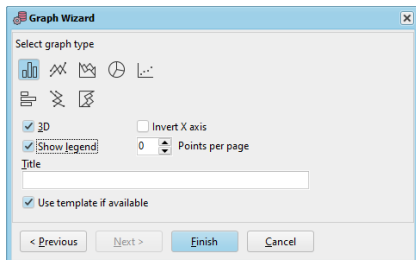 Graph Wizard
Select graph type
3D
Invert X axis
Show legend
0 Points per page
Title
Use template if available
< Previous
Next >
Finish
Cancel